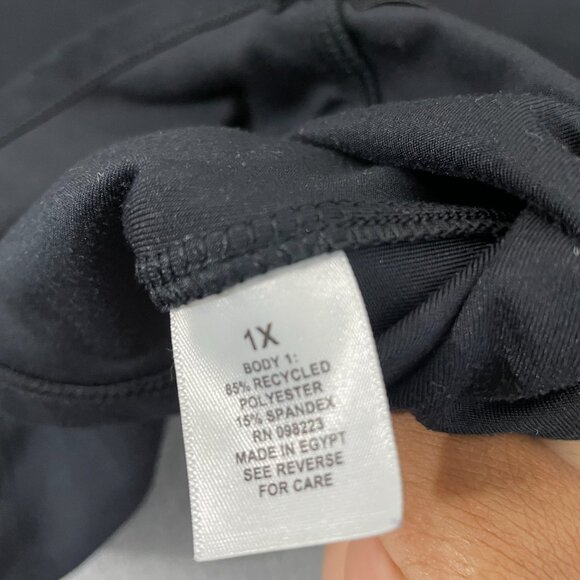 1X
BODY 1:
85% RECYCLED
POLYESTER
15% SPANDEX
RN 098223
MADE IN EGYPT
SEE REVERSE
FOR CARE